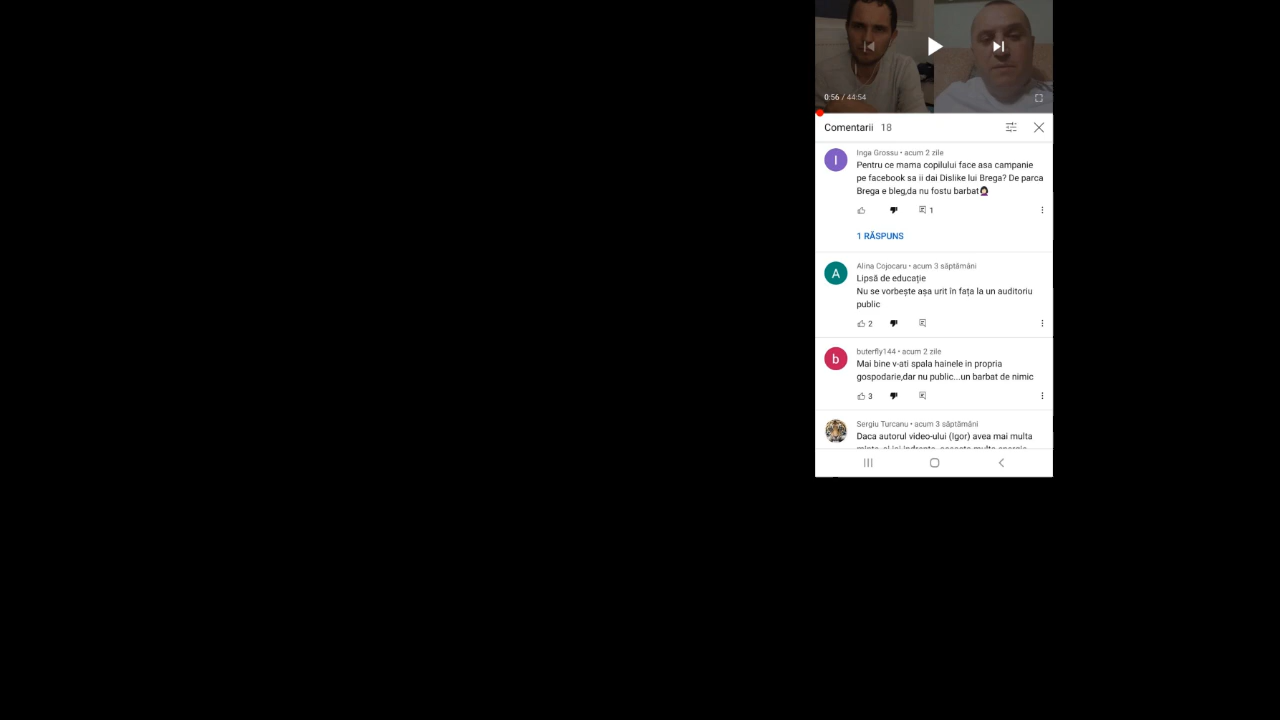 0:56 / 44:54
Comentarii 18
I
Inga Grossu • acum 2 zile
Pentru ce mama copilului face asa campanie
pe facebook sa ii dai Dislike lui Brega? De parca
Brega e bleg,da nu fostu barbat🤦🏻‍♀️
1
1 RĂSPUNS
A
Alina Cojocaru • acum 3 săptămâni
Lipsă de educație
Nu se vorbește așa urit în fața la un auditoriu
public
2
b
buterfly144 • acum 2 zile
Mai bine v-ati spala hainele in propria
gospodarie,dar nu public...un barbat de nimic
3
Sergiu Turcanu • acum 3 săptămâni
Daca autorul video-ului (Igor) avea mai multa